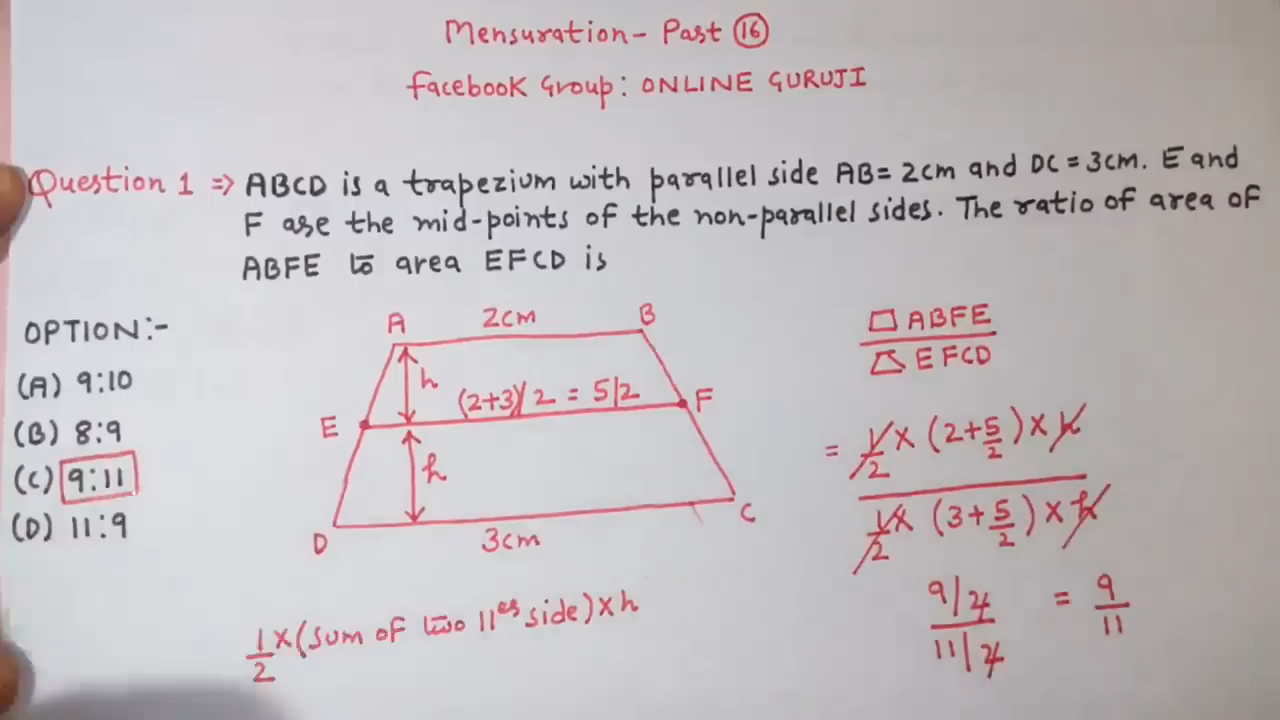 Mensuration- Part 16
facebook Group: ONLINE GURUJI
Question 1 => ABCD is a trapezium with parallel side AB= 2cm and DC = 3cm. E and
F are the mid-points of the non-parallel sides. The ratio of area of
ABFE to area EFCD is
OPTION:-
(A) 9:10
(B) 8:9
(C) 9:11
(D) 11:9
A 2cm B
h
E (2+3)/2 = 5/2 F
h
D 3cm C
1/2 × (sum of two 11es side) × h
□ ABFE
⏢ EFCD
= 1/2 × (2+5/2) × h
1/2 × (3+5/2) × h
9/2 = 9
11/2 11